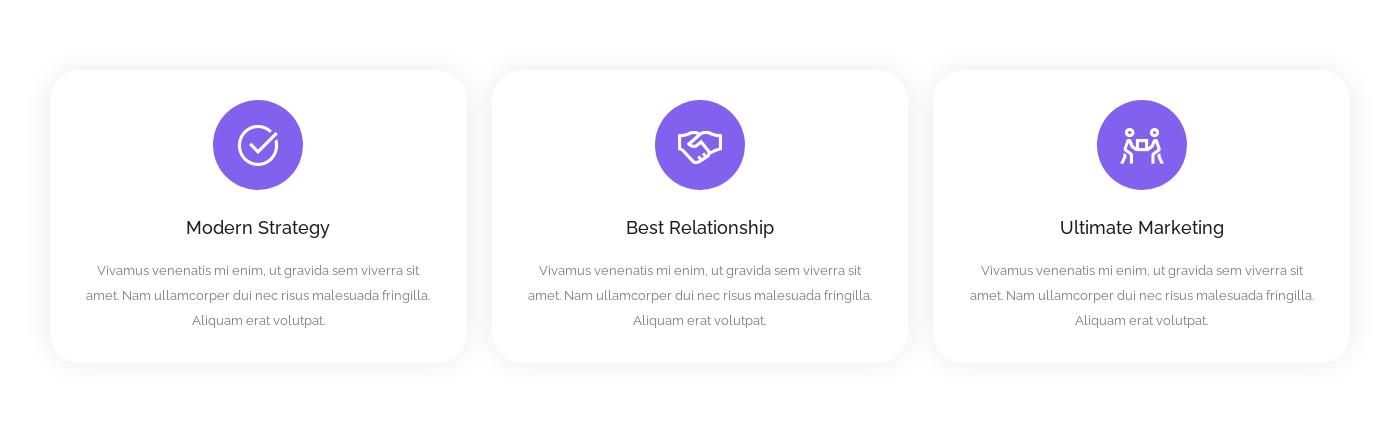 Modern Strategy
Vivamus venenatis mi enim, ut gravida sem viverra sit
amet. Nam ullamcorper dui nec risus malesuada fringilla.
Aliquam erat volutpat.
Best Relationship
Vivamus venenatis mi enim, ut gravida sem viverra sit
amet. Nam ullamcorper dui nec risus malesuada fringilla.
Aliquam erat volutpat.
Ultimate Marketing
Vivamus venenatis mi enim, ut gravida sem viverra sit
amet. Nam ullamcorper dui nec risus malesuada fringilla.
Aliquam erat volutpat.